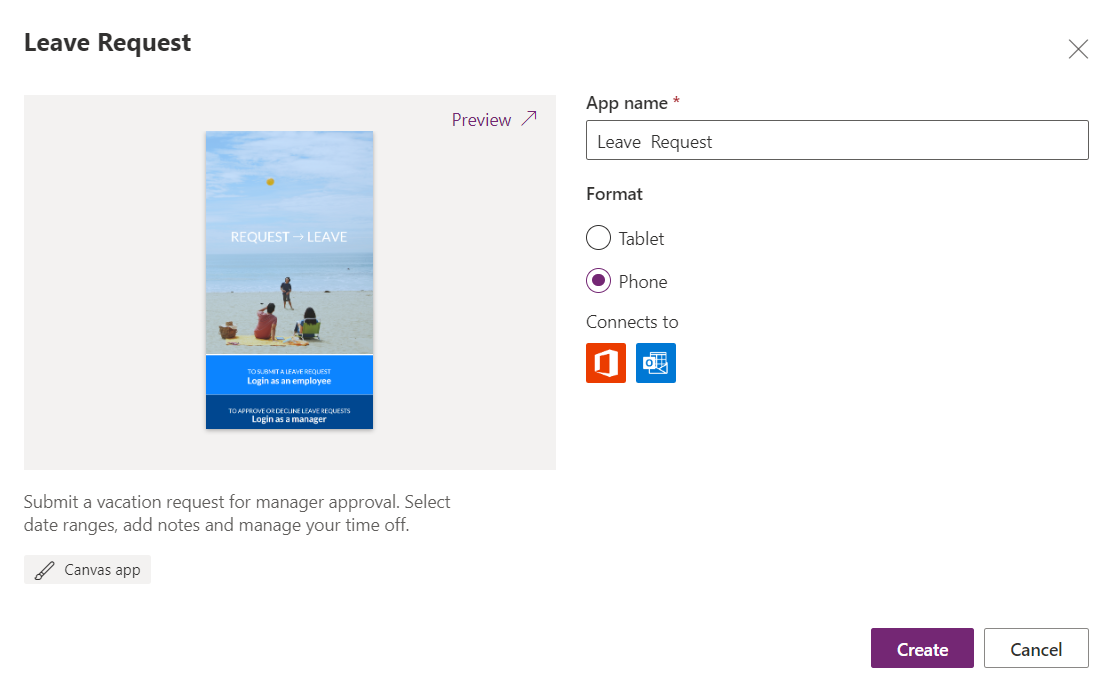 Leave Request
Preview
REQUEST → LEAVE
TO SUBMIT A LEAVE REQUEST
Login as an employee
TO APPROVE OR DECLINE LEAVE REQUESTS
Login as a manager
Submit a vacation request for manager approval. Select
date ranges, add notes and manage your time off.
Canvas app
App name *
Leave  Request
Format
Tablet
Phone
Connects to
Create
Cancel